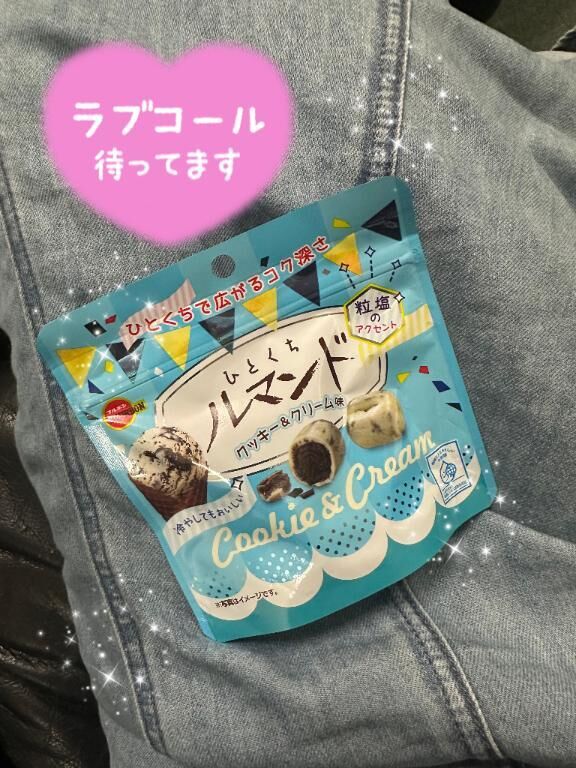 ラブコール
待ってます
ひとくちで広がるコク深さ
粒塩
の
アクセント
ひとくち
ルマンド
クッキー&クリーム味
冷やしてもおいしい
Cookie & Cream
※写真はイメージです。